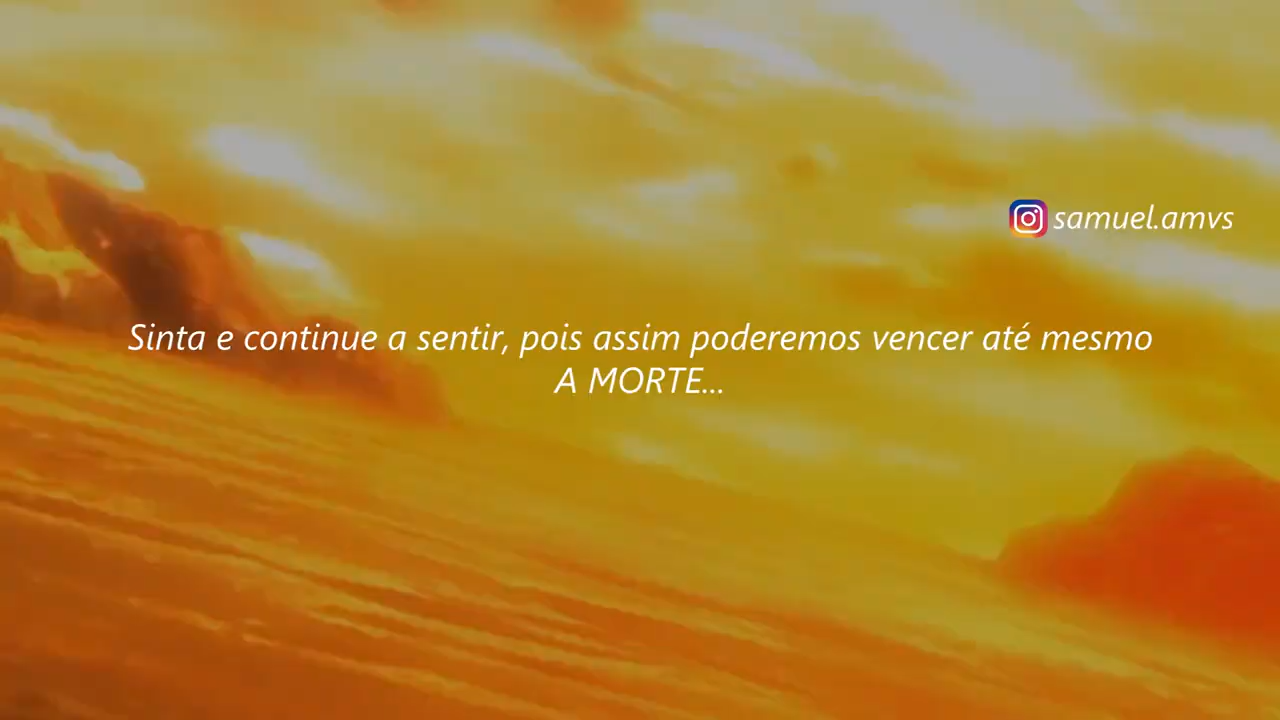 samuel.amvs
Sinta e continue a sentir, pois assim poderemos vencer até mesmo
A MORTE...